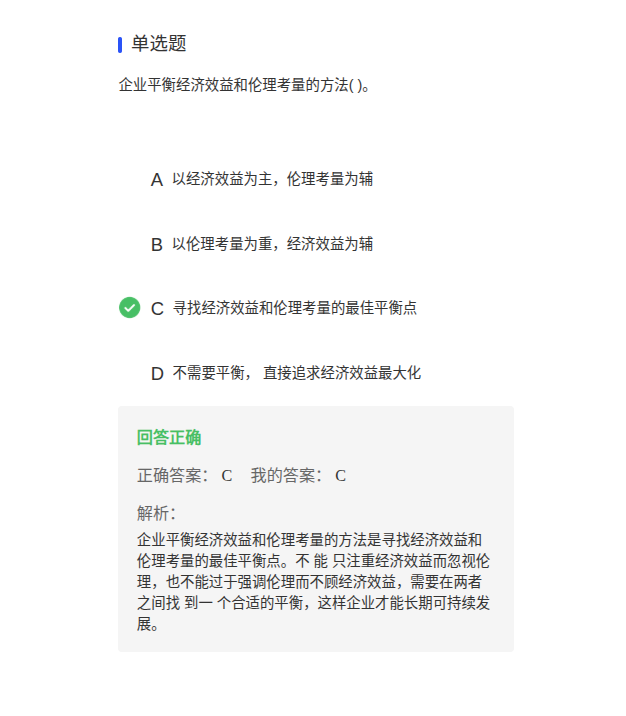 单选题
企业平衡经济效益和伦理考量的方法( )。
A 以经济效益为主，伦理考量为辅
B 以伦理考量为重，经济效益为辅
C 寻找经济效益和伦理考量的最佳平衡点
D 不需要平衡， 直接追求经济效益最大化
回答正确
正确答案： C 我的答案： C
解析：
企业平衡经济效益和伦理考量的方法是寻找经济效益和
伦理考量的最佳平衡点。不 能 只注重经济效益而忽视伦
理，也不能过于强调伦理而不顾经济效益，需要在两者
之间找 到一 个合适的平衡，这样企业才能长期可持续发
展。